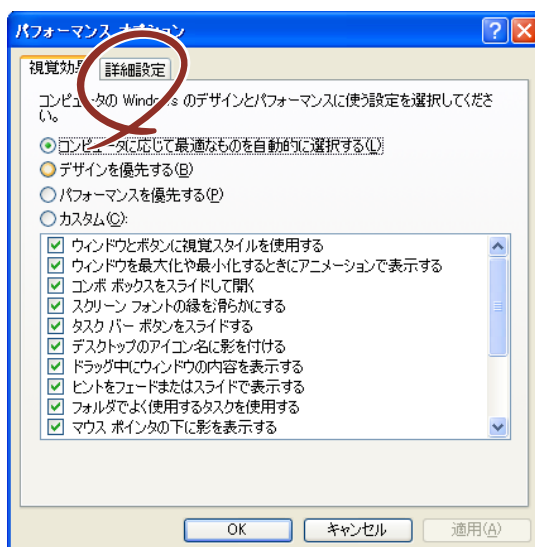 パフォーマンス オプション
視覚効果 詳細設定
コンピュータの Windows のデザインとパフォーマンスに使う設定を選択してくださ
い。
コンピュータに応じて最適なものを自動的に選択する(L)
デザインを優先する(B)
パフォーマンスを優先する(P)
カスタム(C):
ウィンドウとボタンに視覚スタイルを使用する
ウィンドウを最大化や最小化するときにアニメーションで表示する
コンボ ボックスをスライドして開く
スクリーン フォントの縁を滑らかにする
タスク バー ボタンをスライドする
デスクトップのアイコン名に影を付ける
ドラッグ中にウィンドウの内容を表示する
ヒントをフェードまたはスライドで表示する
フォルダでよく使用するタスクを使用する
マウス ポインタの下に影を表示する
OK キャンセル 適用(A)